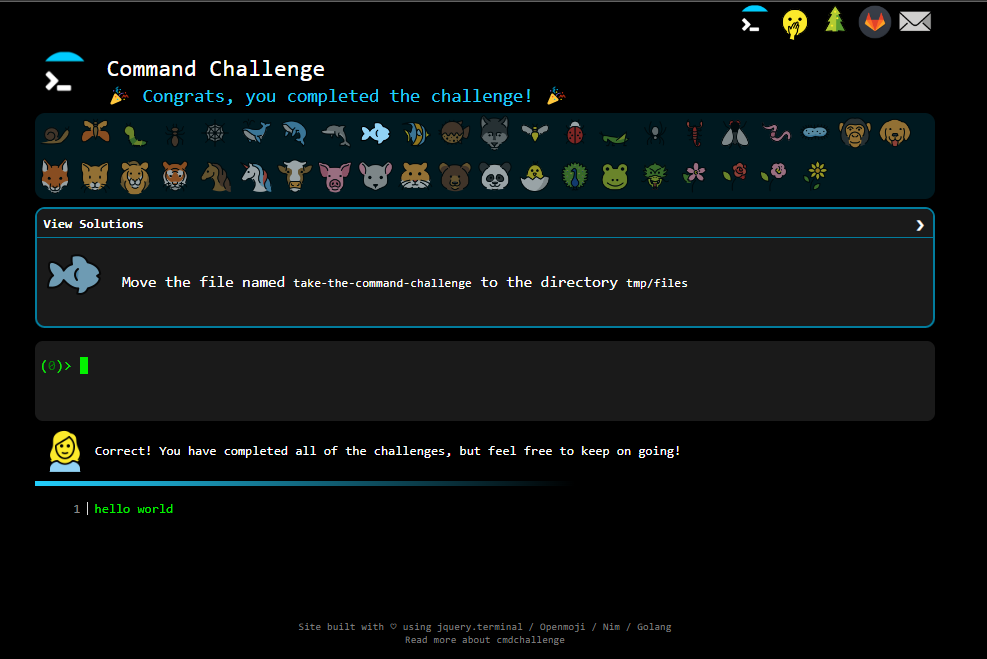 Command Challenge
Congrats, you completed the challenge!
View Solutions ❯
Move the file named take-the-command-challenge to the directory tmp/files
(0)>
Correct! You have completed all of the challenges, but feel free to keep on going!
1 hello world
Site built with ♡ using jquery.terminal / Openmoji / Nim / Golang
Read more about cmdchallenge